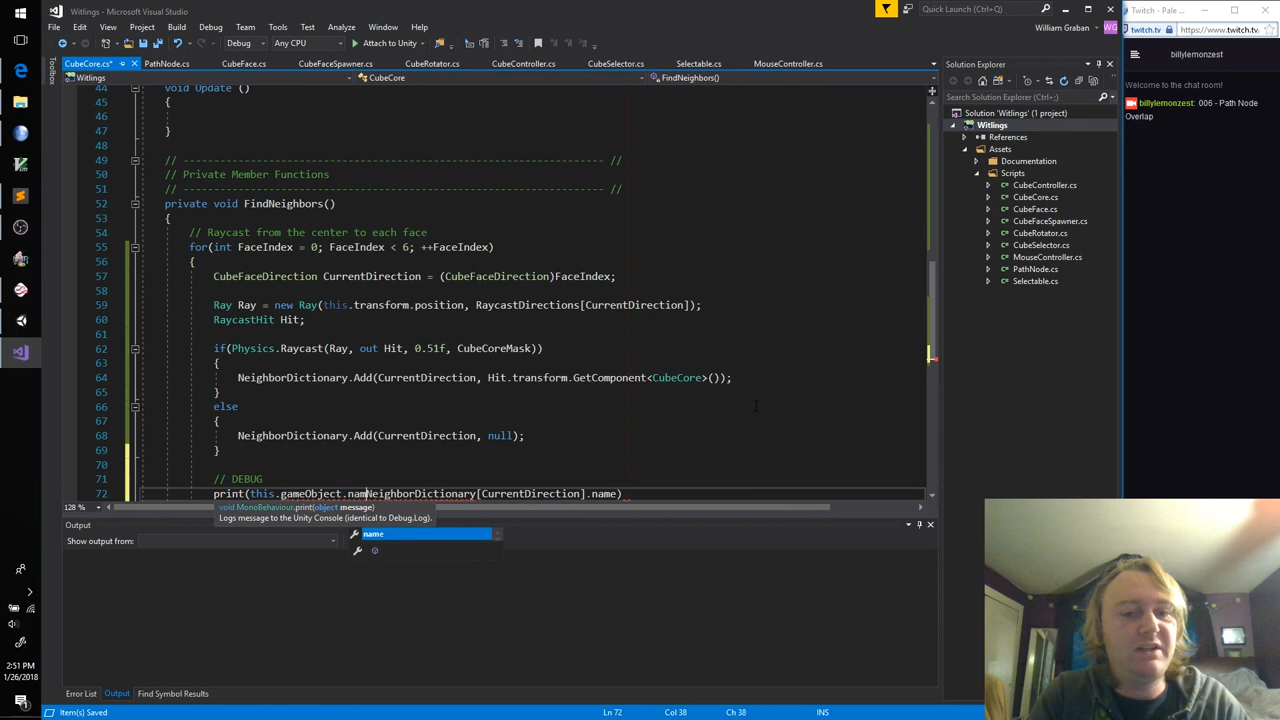 Witlings - Microsoft Visual Studio
Quick Launch (Ctrl+;)
Twitch - Pale ...
File Edit View Project Build Debug Team Tools Test Analyze Window Help
William Graban WG
twitch.tv
https://www.twitch.tv
Debug Any CPU Attach to Unity
CubeCore.cs* PathNode.cs CubeFace.cs CubeFaceSpawner.cs CubeRotator.cs CubeController.cs CubeSelector.cs Selectable.cs MouseController.cs
Witlings CubeCore FindNeighbors()
44 void Update ()
45 {
46
47 }
48
49 // ---------------------------------------------------------------------- //
50 // Private Member Functions
51 // ---------------------------------------------------------------------- //
52 private void FindNeighbors()
53 {
54 // Raycast from the center to each face
55 for(int FaceIndex = 0; FaceIndex < 6; ++FaceIndex)
56 {
57 CubeFaceDirection CurrentDirection = (CubeFaceDirection)FaceIndex;
58
59 Ray Ray = new Ray(this.transform.position, RaycastDirections[CurrentDirection]);
60 RaycastHit Hit;
61
62 if(Physics.Raycast(Ray, out Hit, 0.51f, CubeCoreMask))
63 {
64 NeighborDictionary.Add(CurrentDirection, Hit.transform.GetComponent<CubeCore>());
65 }
66 else
67 {
68 NeighborDictionary.Add(CurrentDirection, null);
69 }
70
71 // DEBUG
72 print(this.gameObject.namNeighborDictionary[CurrentDirection].name)
void MonoBehaviour.print(object message)
Logs message to the Unity Console (identical to Debug.Log).
name
128 %
Output
Show output from:
Error List Output Find Symbol Results
Item(s) Saved Ln 72 Col 38 Ch 38 INS
Toolbox
Solution Explorer
Search Solution Explorer (Ctrl+;)
Solution 'Witlings' (1 project)
Witlings
References
Assets
Documentation
Scripts
CubeController.cs
CubeCore.cs
CubeFace.cs
CubeFaceSpawner.cs
CubeRotator.cs
CubeSelector.cs
MouseController.cs
PathNode.cs
Selectable.cs
billylemonzest
Welcome to the chat room!
billylemonzest: 006 - Path Node
Overlap
2:51 PM
1/26/2018